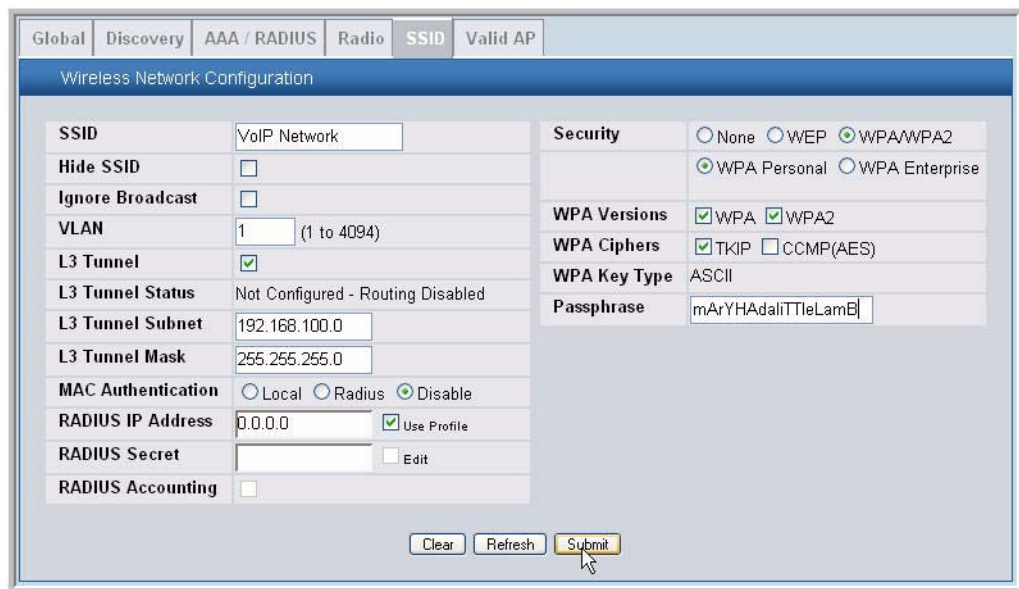 Global Discovery AAA / RADIUS Radio SSID Valid AP
Wireless Network Configuration
SSID VoIP Network
Hide SSID
Ignore Broadcast
VLAN 1 (1 to 4094)
L3 Tunnel
L3 Tunnel Status Not Configured - Routing Disabled
L3 Tunnel Subnet 192.168.100.0
L3 Tunnel Mask 255.255.255.0
MAC Authentication Local Radius Disable
RADIUS IP Address 0.0.0.0 Use Profile
RADIUS Secret Edit
RADIUS Accounting
Security None WEP WPA/WPA2
WPA Personal WPA Enterprise
WPA Versions WPA WPA2
WPA Ciphers TKIP CCMP(AES)
WPA Key Type ASCII
Passphrase mArYHAdaliTTleLamB
Clear Refresh Submit